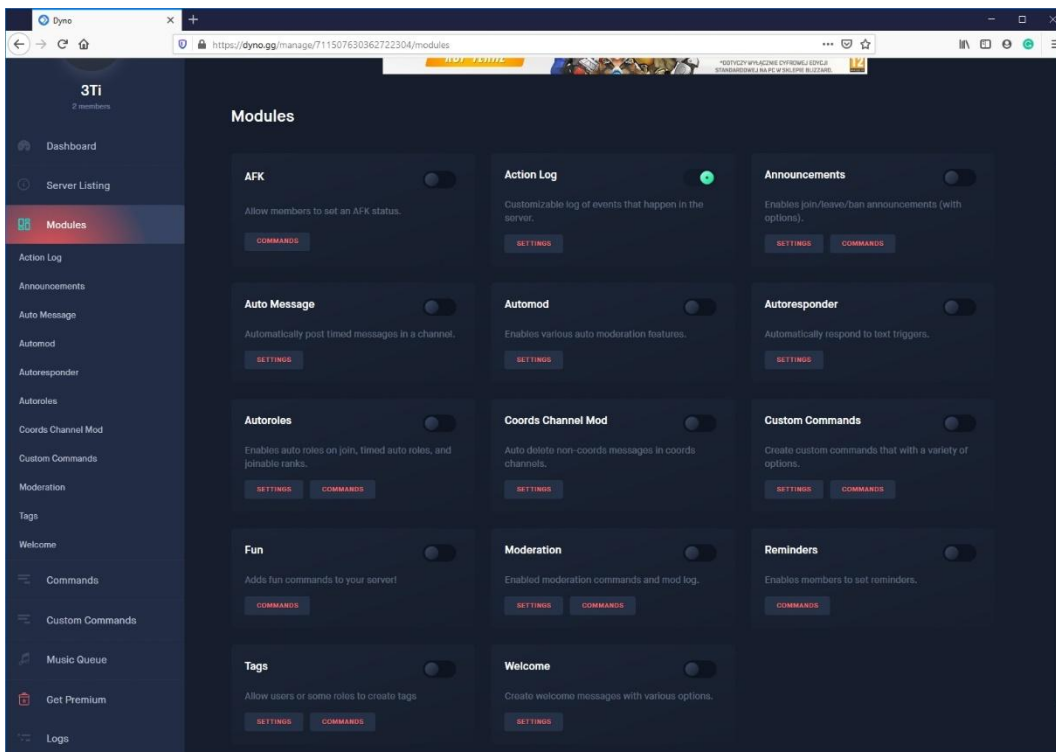 Dyno
https://dyno.gg/manage/711507630362722304/modules
*DOTYCZY WYŁĄCZNIE CYFROWEJ EDYCJI
STANDARDOWEJ NA PC W SKLEPIE BLIZZARD.
12
3Ti
2 members
Dashboard
Server Listing
Modules
Action Log
Announcements
Auto Message
Automod
Autoresponder
Autoroles
Coords Channel Mod
Custom Commands
Moderation
Tags
Welcome
Commands
Custom Commands
Music Queue
Get Premium
Logs
Modules
AFK
Allow members to set an AFK status.
COMMANDS
Action Log
Customizable log of events that happen in the
server.
SETTINGS
Announcements
Enables join/leave/ban announcements (with
options).
SETTINGS COMMANDS
Auto Message
Automatically post timed messages in a channel.
SETTINGS
Automod
Enables various auto moderation features.
SETTINGS
Autoresponder
Automatically respond to text triggers.
SETTINGS
Autoroles
Enables auto roles on join, timed auto roles, and
joinable ranks.
SETTINGS COMMANDS
Coords Channel Mod
Auto delete non-coords messages in coords
channels.
SETTINGS
Custom Commands
Create custom commands that with a variety of
options.
SETTINGS COMMANDS
Fun
Adds fun commands to your server!
COMMANDS
Moderation
Enabled moderation commands and mod log.
SETTINGS COMMANDS
Reminders
Enables members to set reminders.
COMMANDS
Tags
Allow users or some roles to create tags
SETTINGS COMMANDS
Welcome
Create welcome messages with various options.
SETTINGS